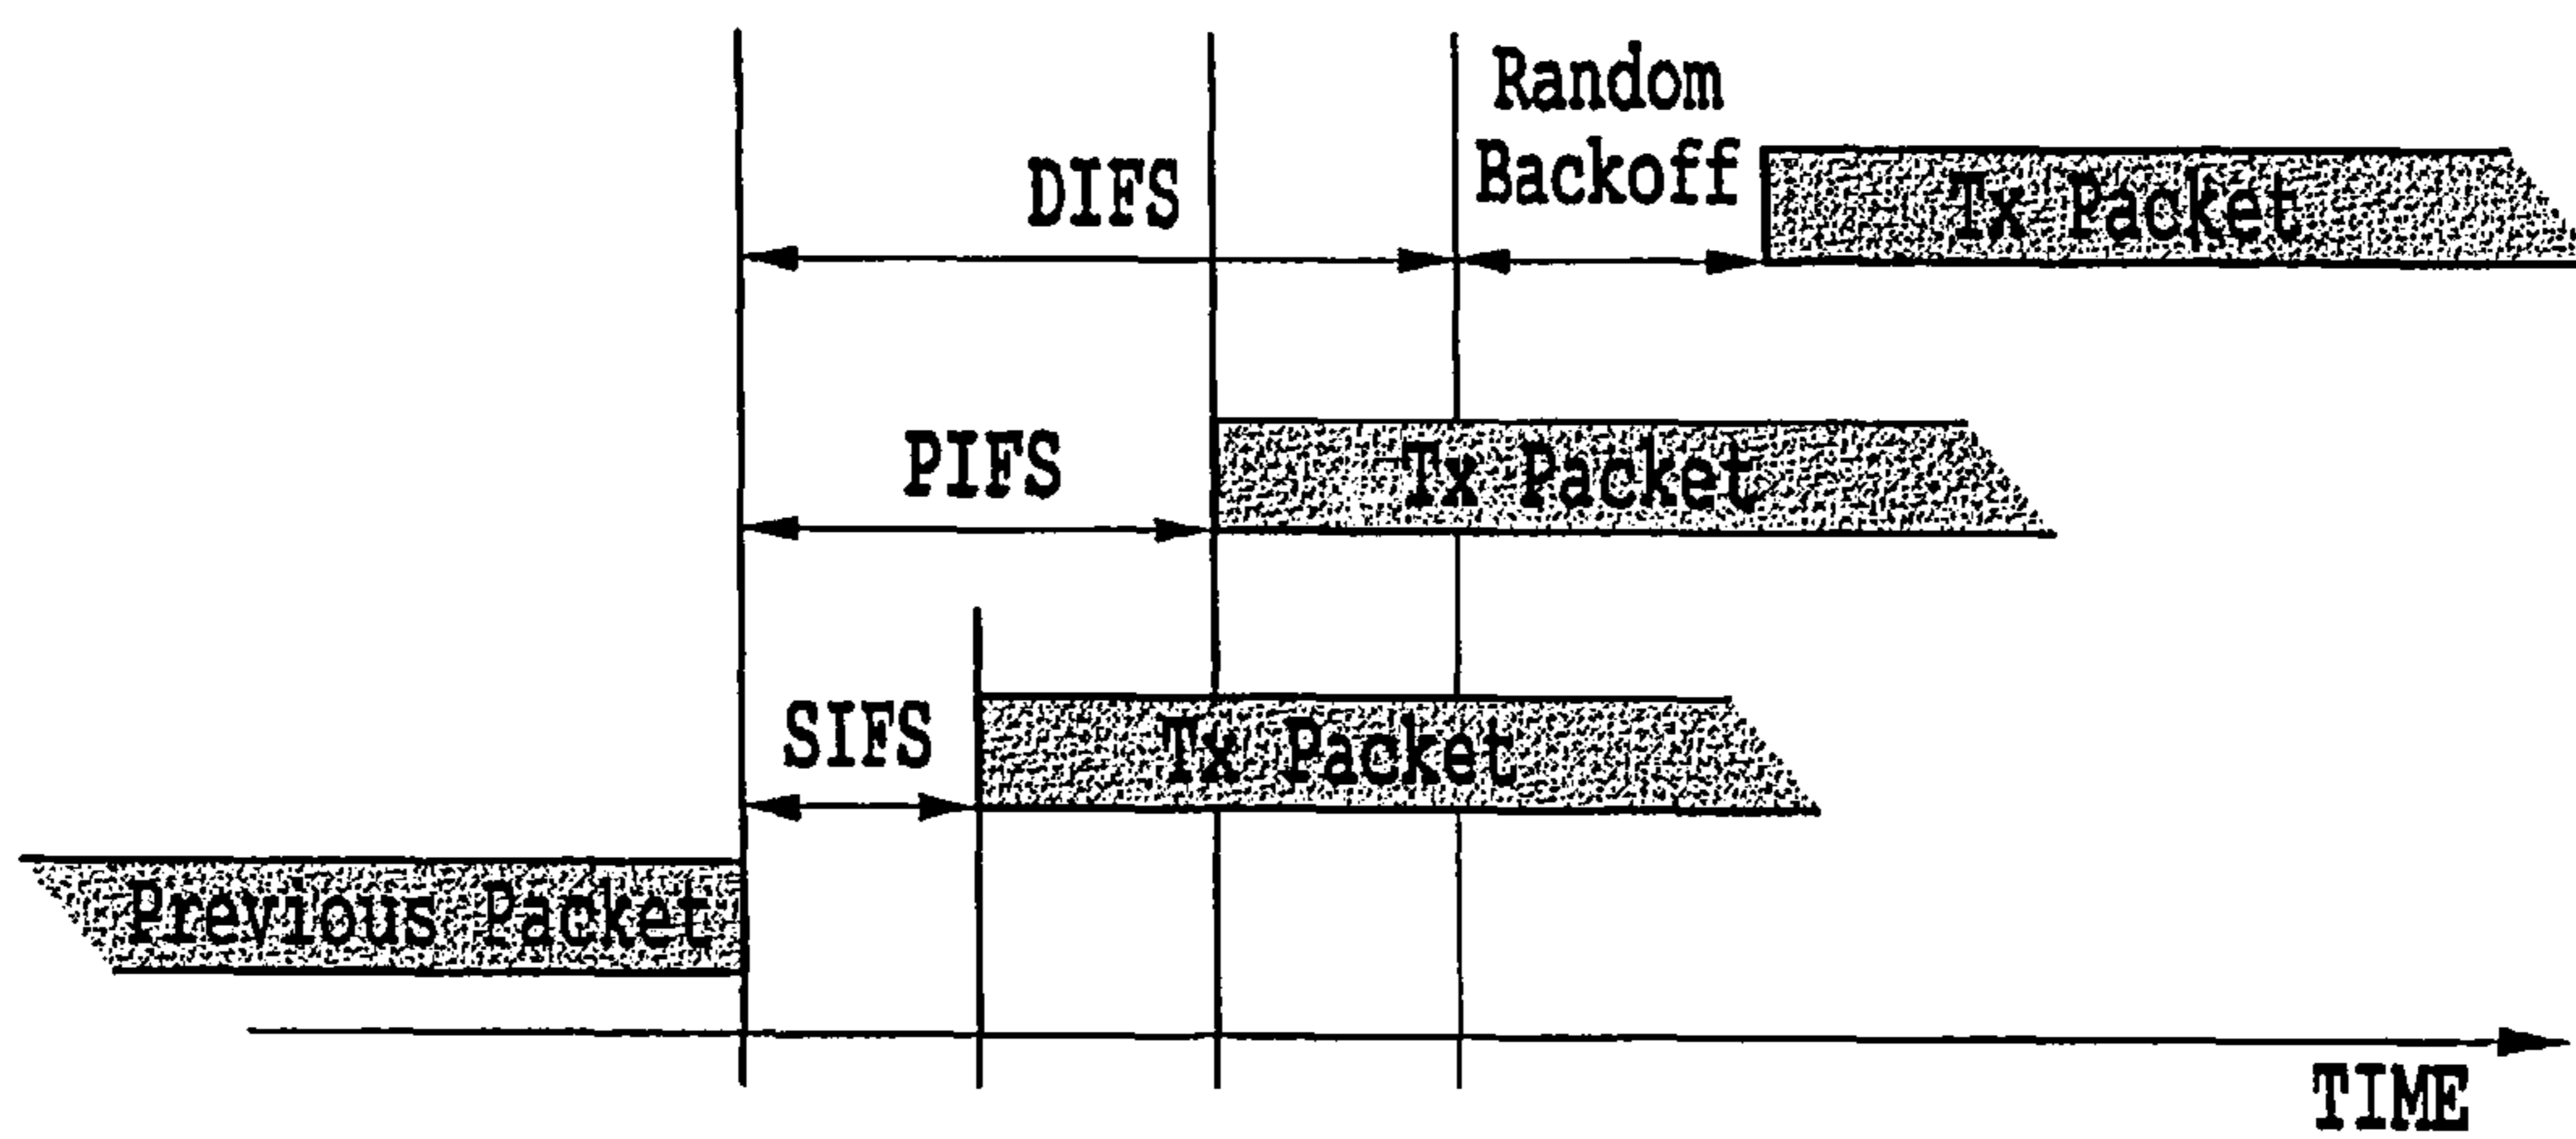 Random
Backoff
DIFS
Tx Packet
PIFS
Tx Packet
SIFS
Tx Packet
Previous Packet
TIME